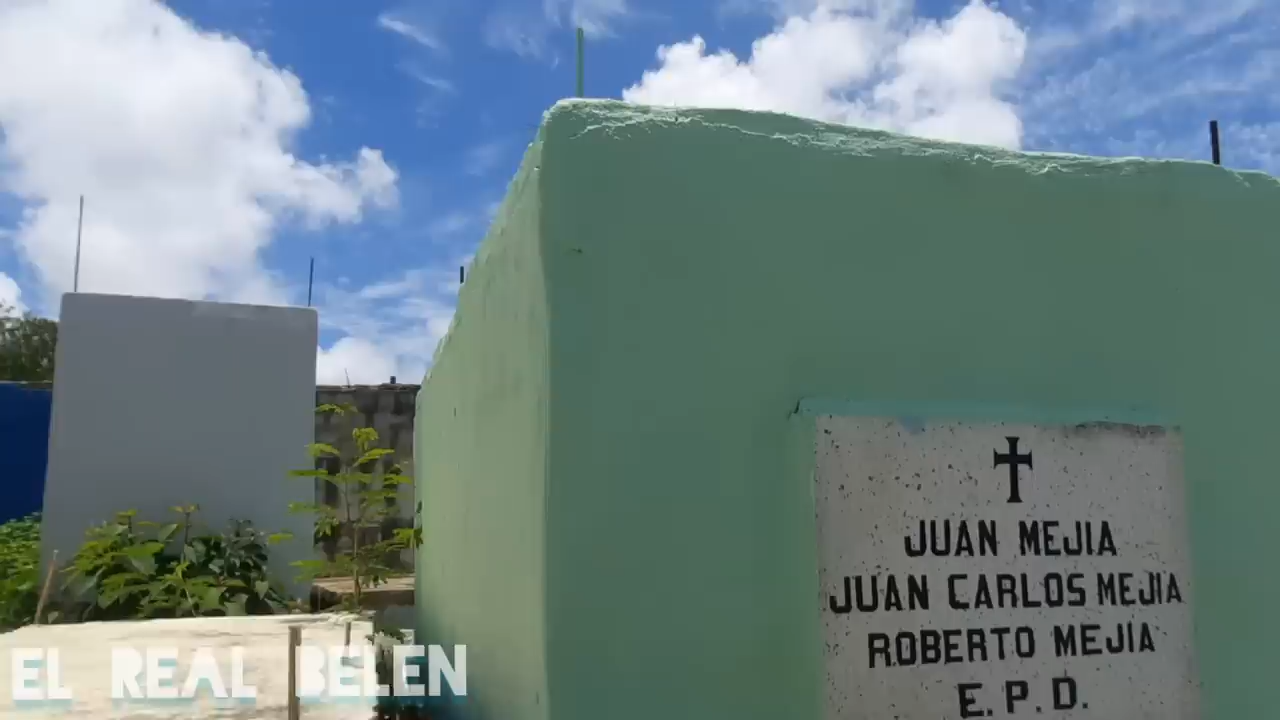 JUAN MEJIA
JUAN CARLOS MEJIA
ROBERTO MEJIA
E.P.D.
EL REAL BELEN